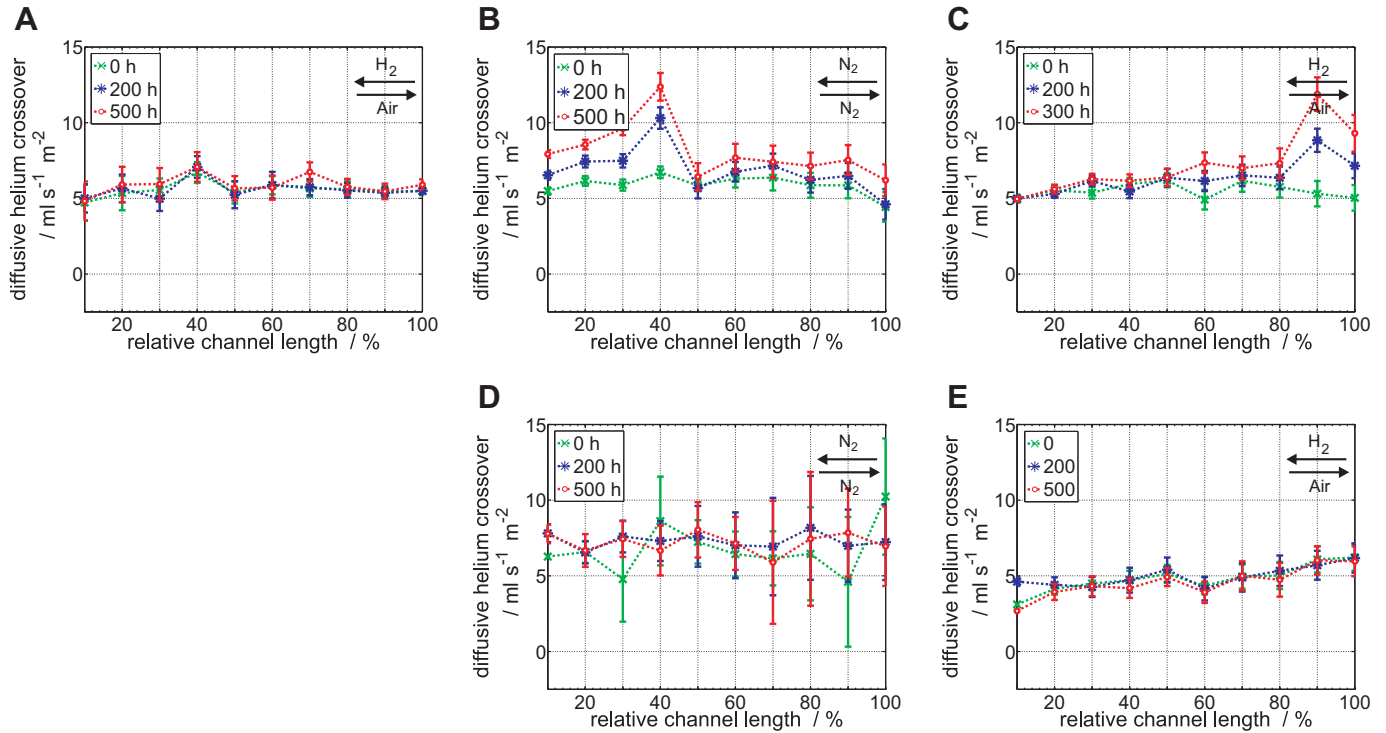 A
diffusive helium crossover
/ ml s⁻¹ m⁻²
15
10
5
0
0 h
200 h
500 h
H₂
Air
20 40 60 80 100
relative channel length / %
B
diffusive helium crossover
/ ml s⁻¹ m⁻²
15
10
5
0
0 h
200 h
500 h
N₂
N₂
20 40 60 80 100
relative channel length / %
C
diffusive helium crossover
/ ml s⁻¹ m⁻²
15
10
5
0
0 h
200 h
300 h
H₂
Air
20 40 60 80 100
relative channel length / %
D
diffusive helium crossover
/ ml s⁻¹ m⁻²
15
10
5
0
0 h
200 h
500 h
N₂
N₂
20 40 60 80 100
relative channel length / %
E
diffusive helium crossover
/ ml s⁻¹ m⁻²
15
10
5
0
0
200
500
H₂
Air
20 40 60 80 100
relative channel length / %